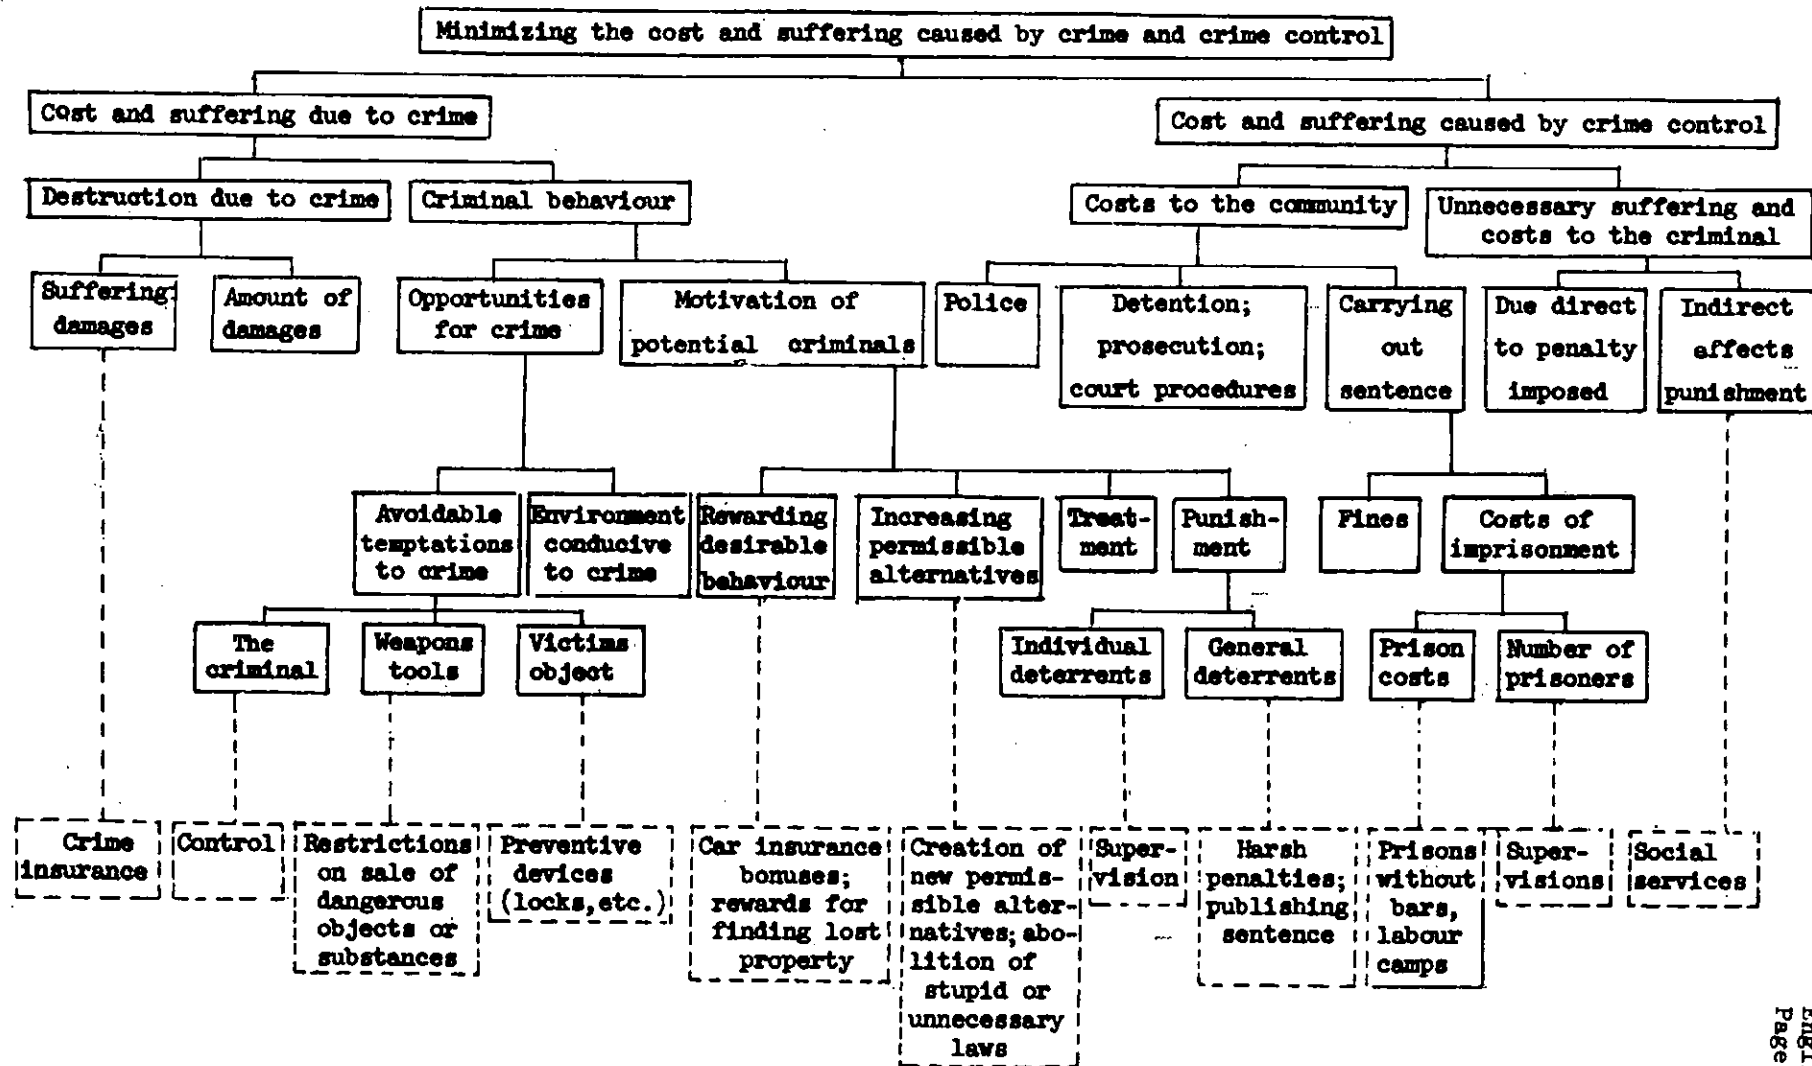 Minimizing the cost and suffering caused by crime and crime control
Cost and suffering due to crime
Cost and suffering caused by crime control
Destruction due to crime
Criminal behaviour
Costs to the community
Unnecessary suffering and
costs to the criminal
Suffering
damages
Amount of
damages
Opportunities
for crime
Motivation of
potential criminals
Police
Detention;
prosecution;
court procedures
Carrying
out
sentence
Due direct
to penalty
imposed
Indirect
effects
punishment
Avoidable
temptations
to crime
Environment
conducive
to crime
Rewarding
desirable
behaviour
Increasing
permissible
alternatives
Treat-
ment
Punish-
ment
Fines
Costs of
imprisonment
The
criminal
Weapons
tools
Victims
object
Individual
deterrents
General
deterrents
Prison
costs
Number of
prisoners
Crime
insurance
Control
Restrictions
on sale of
dangerous
objects or
substances
Preventive
devices
(locks,etc.)
Car insurance
bonuses;
rewards for
finding lost
property
Creation of
new permis-
sible alter-
natives; abo-
lition of
stupid or
unnecessary
laws
Super-
vision
Harsh
penalties;
publishing
sentence
Prisons
without
bars,
labour
camps
Super-
visions
Social
services
Page